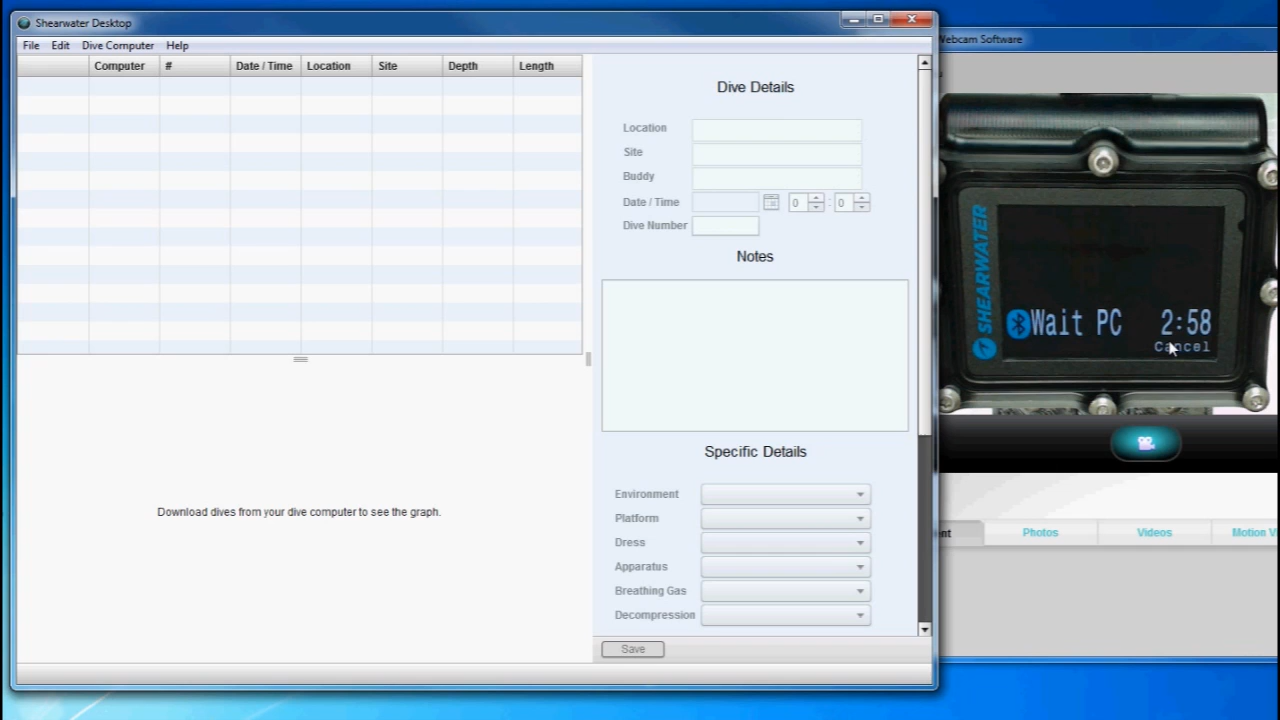 Shearwater Desktop
File Edit Dive Computer Help
Computer # Date / Time Location Site Depth Length
Dive Details
Location
Site
Buddy
Date / Time 0 : 0
Dive Number
Notes
Download dives from your dive computer to see the graph.
Specific Details
Environment
Platform
Dress
Apparatus
Breathing Gas
Decompression
Save
Webcam Software
SHEARWATER
Wait PC 2:58
Cancel
Photos Videos Motion